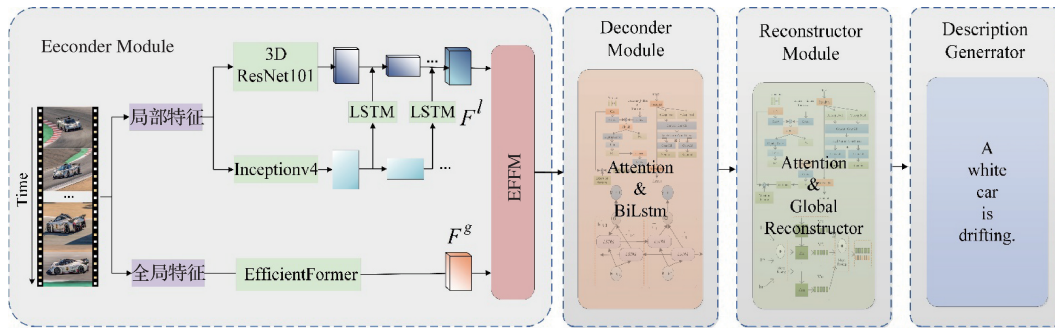 Eeconder Module
Time
...
局部特征
全局特征
3D
ResNet101
...
LSTM
LSTM
F^l
Inceptionv4
...
EfficientFormer
F^g
EFFM
Deconder
Module
Attention
&
BiLstm
Reconstructor
Module
Attention
&
Global
Reconstructor
Description
Generrator
A
white
car
is
drifting.